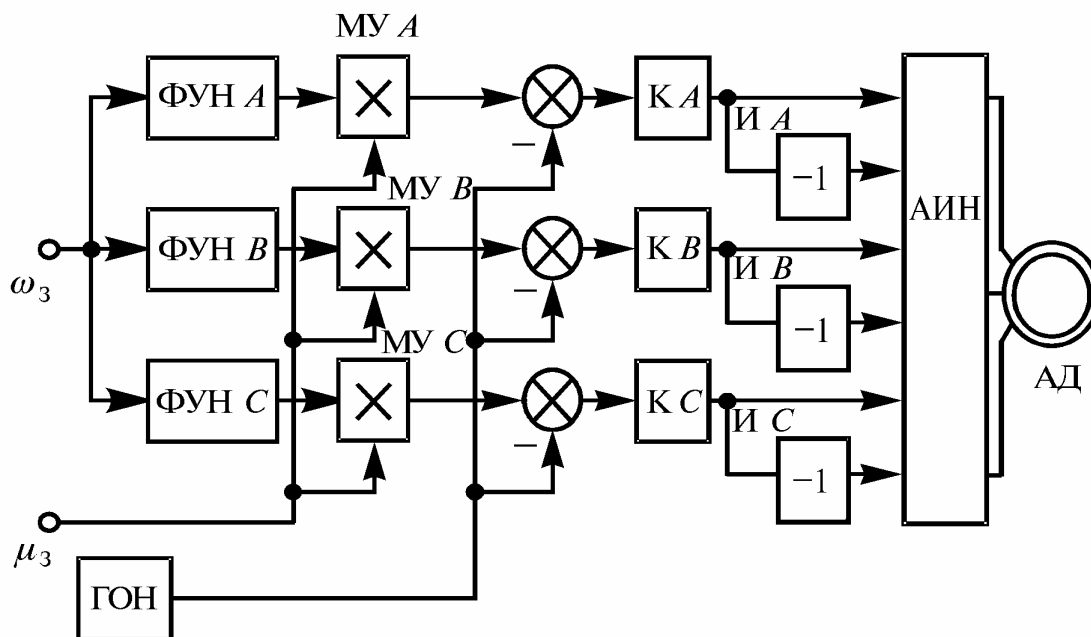 МУ A
ФУН A
К A
И A
−
−1
МУ B
АИН
ω₃
ФУН B
К B
И B
−
−1
МУ C
АД
ФУН C
К C
И C
−
−1
μ₃
ГОН